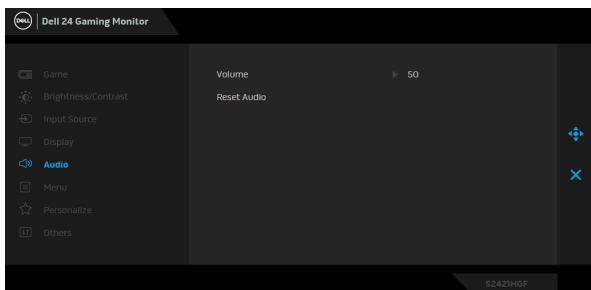 DELL
Dell 24 Gaming Monitor
Game
Brightness/Contrast
Input Source
Display
Audio
Menu
Personalize
Others
Volume 50
Reset Audio
S2421HGF